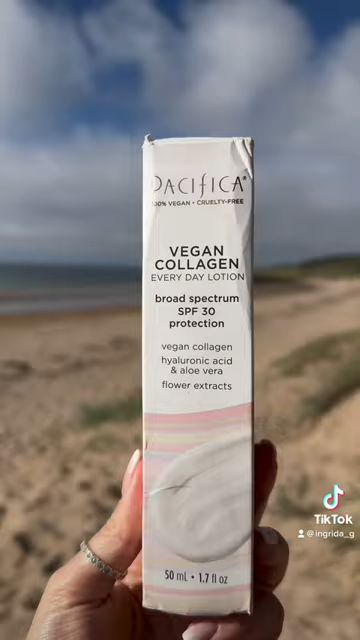 PACIFICA®
100% VEGAN • CRUELTY-FREE
VEGAN
COLLAGEN
EVERY DAY LOTION
broad spectrum
SPF 30
protection
vegan collagen
hyaluronic acid
& aloe vera
flower extracts
50 mL • 1.7 fl oz
TikTok
@ingrida_g